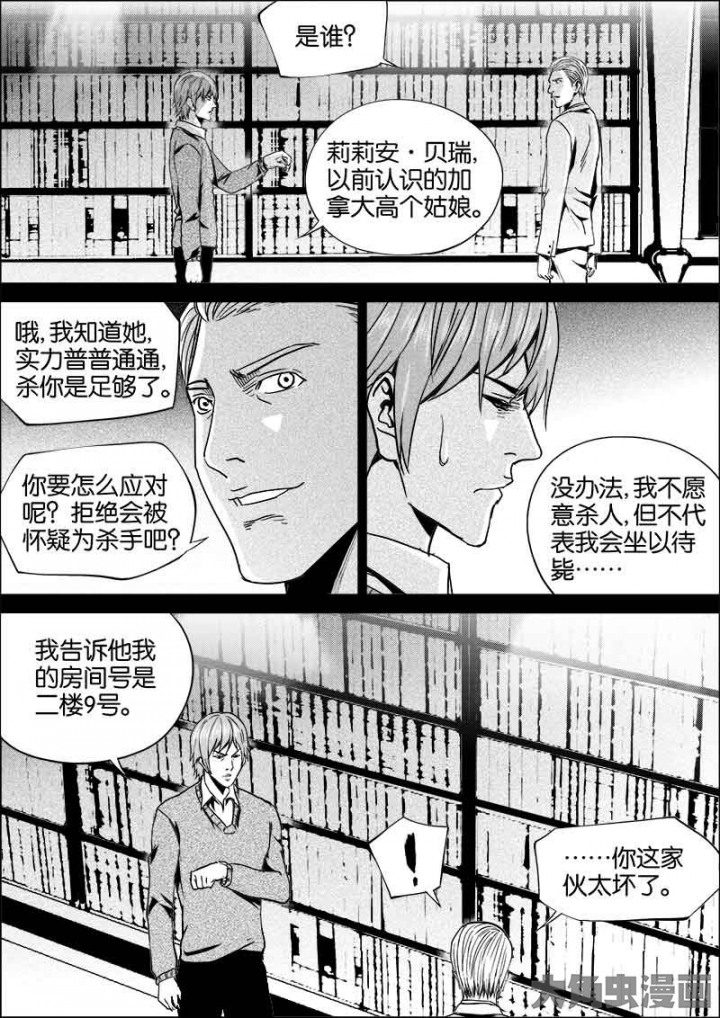 是谁？
莉莉安·贝瑞，
以前认识的加
拿大高个姑娘。
哦，我知道她，
实力普普通通，
杀你是足够了。
你要怎么应对
呢？拒绝会被
怀疑为杀手吧？
没办法，我不愿
意杀人，但不代
表我会坐以待
毙······
我告诉他我
的房间号是
二楼9号。
！
······你这家
伙太坏了。
大角虫漫画